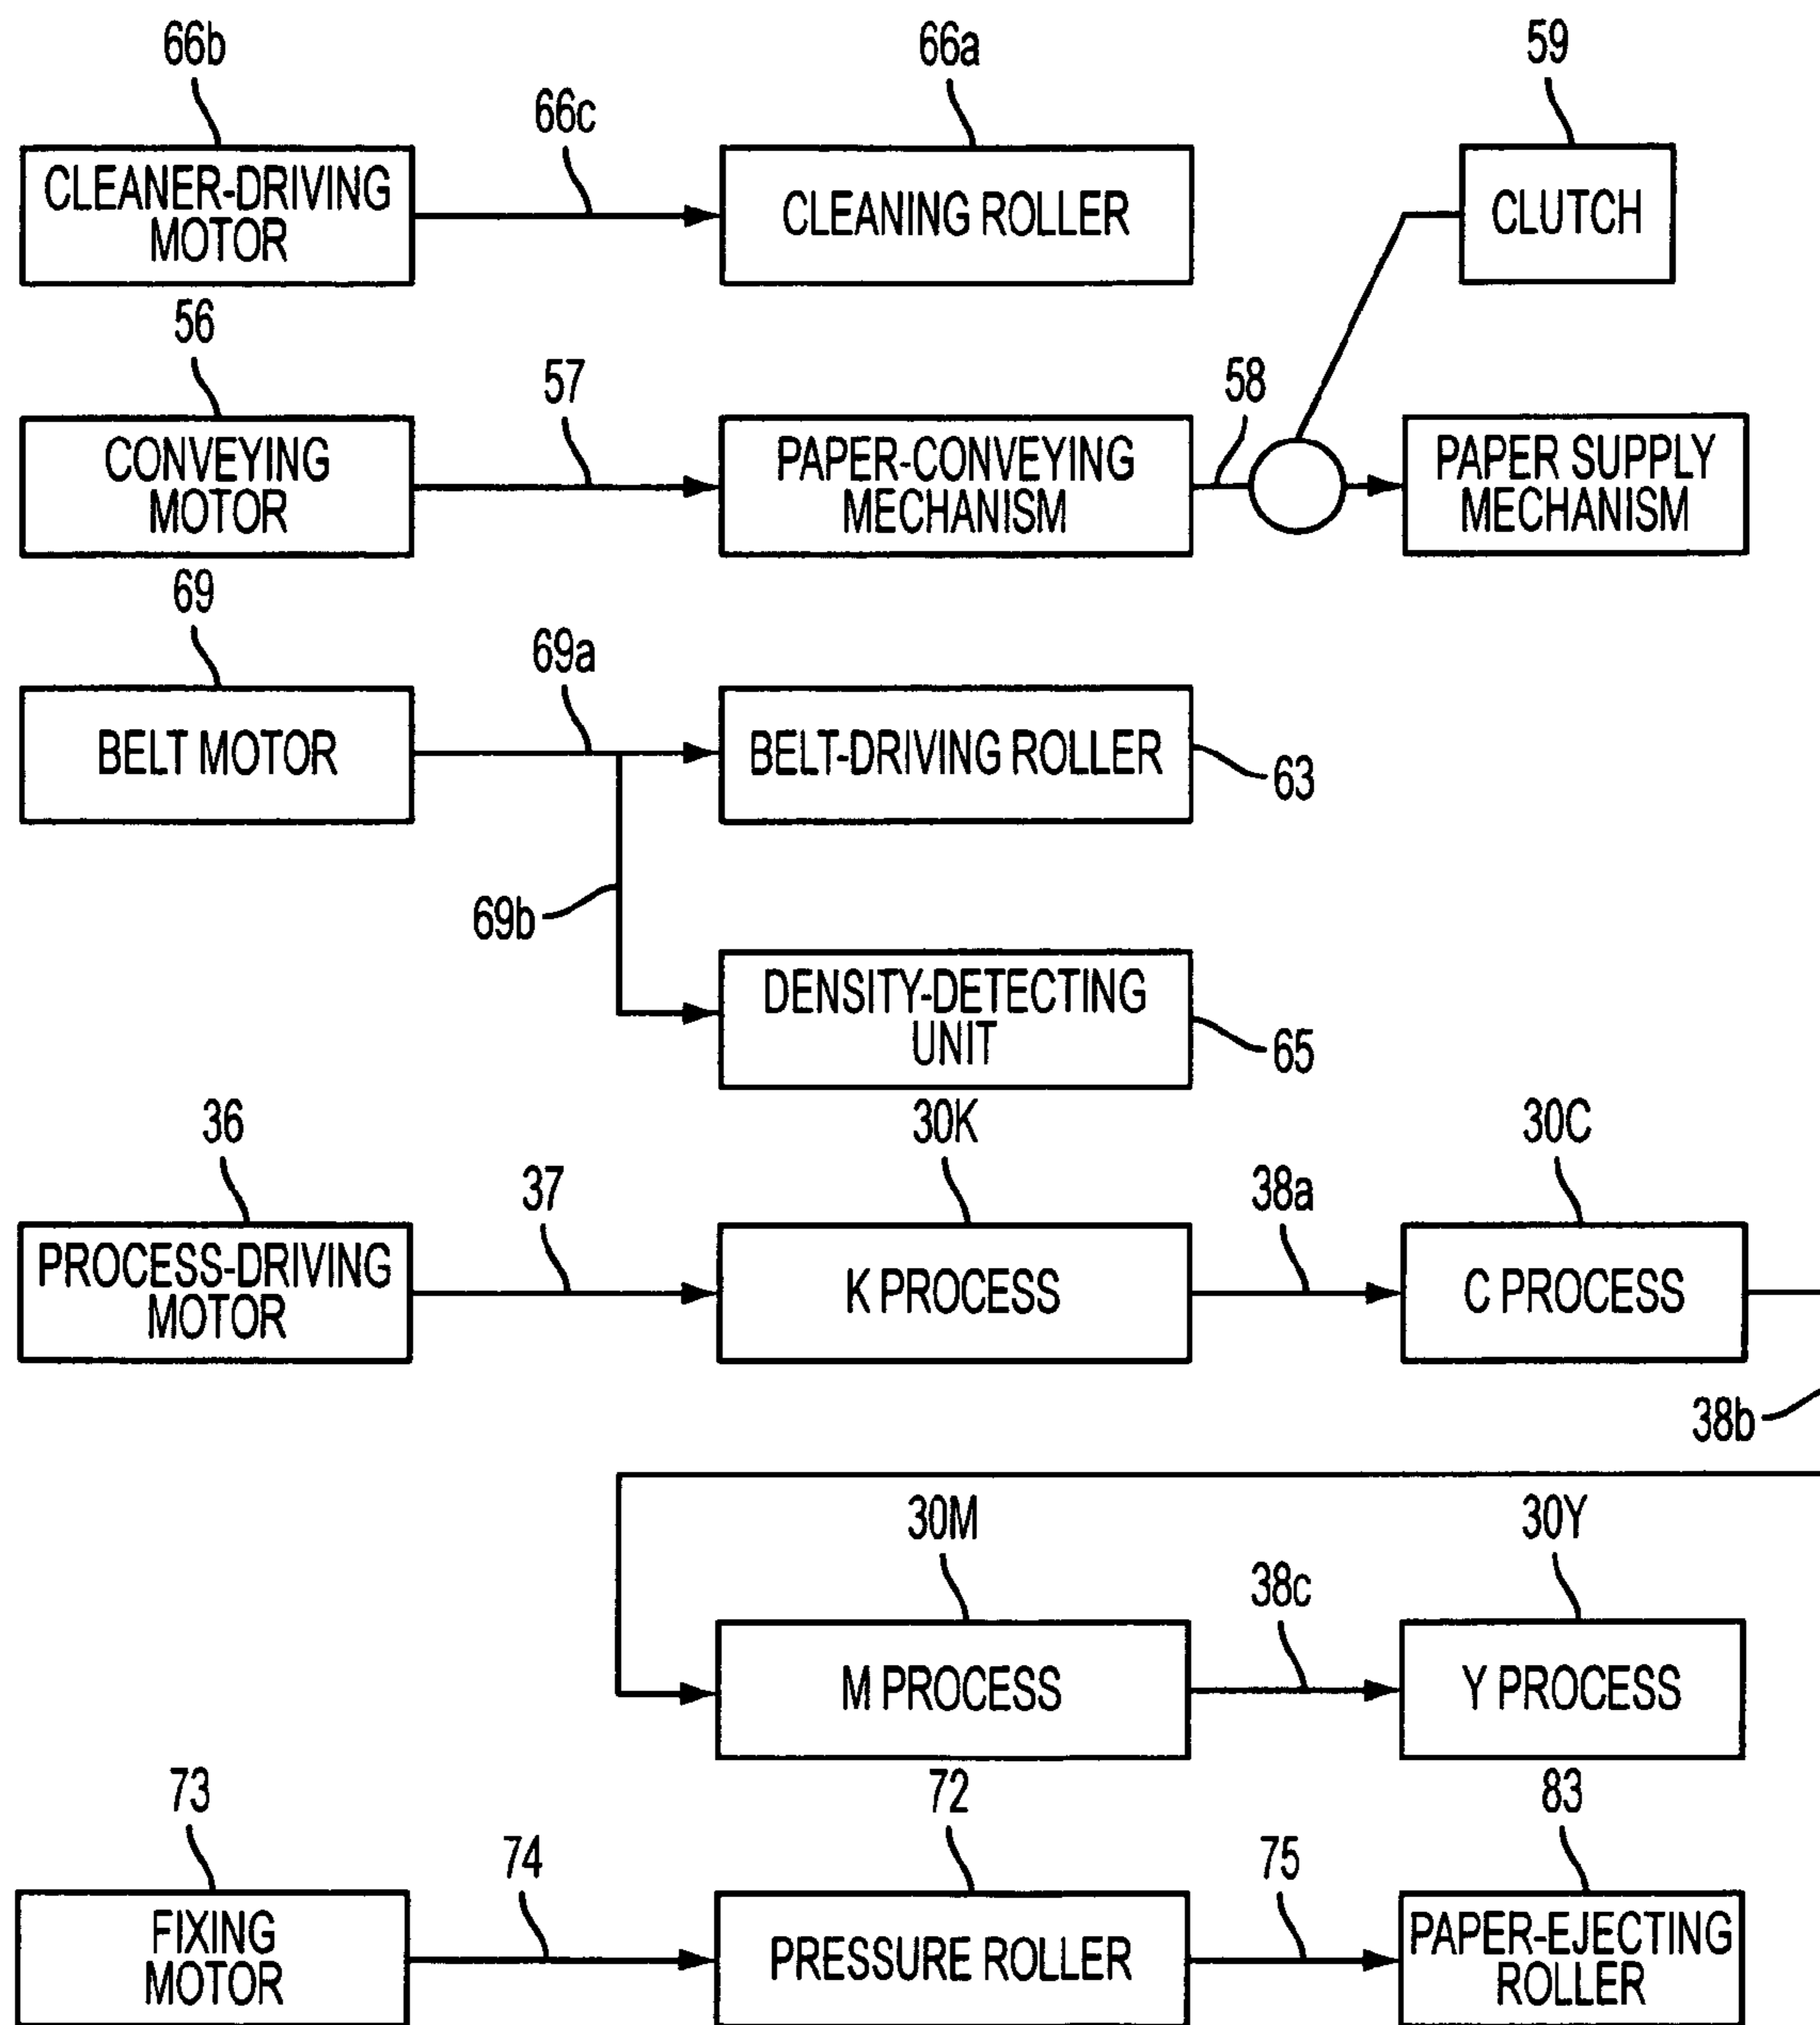 66b
66a
59
66c
CLEANER-DRIVING
MOTOR
CLEANING ROLLER
CLUTCH
56
57
58
CONVEYING
MOTOR
PAPER-CONVEYING
MECHANISM
PAPER SUPPLY
MECHANISM
69
69a
BELT MOTOR
BELT-DRIVING ROLLER
63
69b
DENSITY-DETECTING
UNIT
65
36
30K
30C
37
38a
PROCESS-DRIVING
MOTOR
K PROCESS
C PROCESS
38b
30M
30Y
38c
M PROCESS
Y PROCESS
73
72
83
74
75
FIXING
MOTOR
PRESSURE ROLLER
PAPER-EJECTING
ROLLER